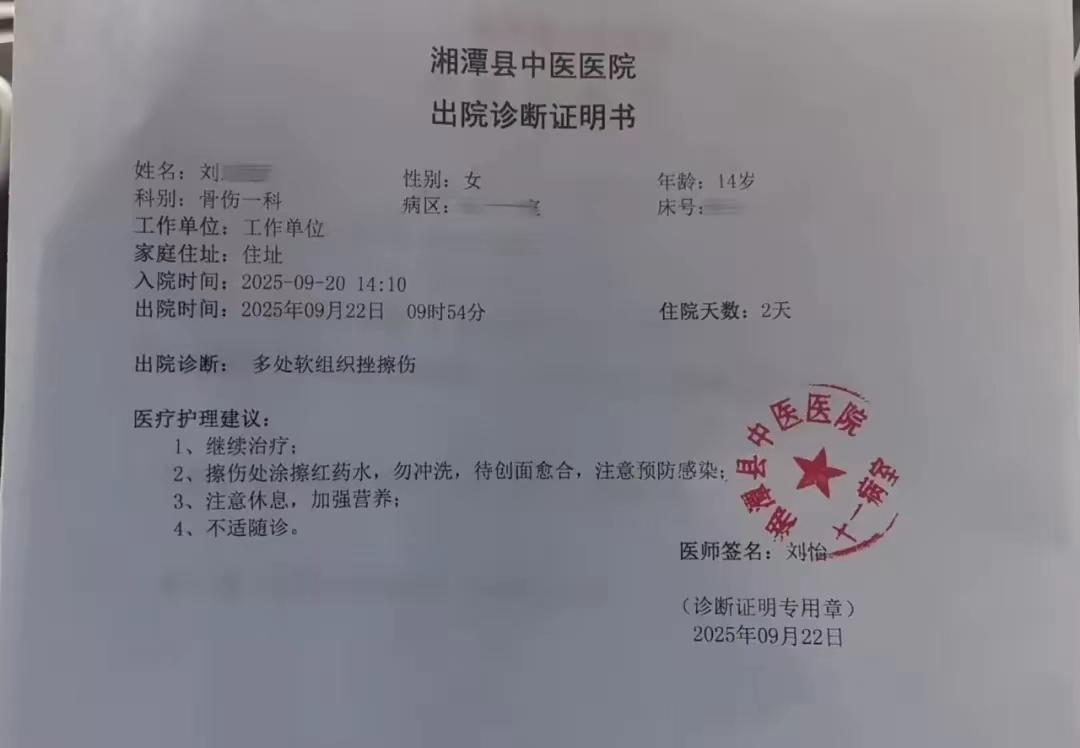 湘潭县中医医院
出院诊断证明书
姓名：刘 性别：女 年龄：14岁
科别：骨伤一科 病区： 床号：
工作单位：工作单位
家庭住址：住址
入院时间：2025-09-20 14:10
出院时间：2025年09月22日 09时54分 住院天数：2天
出院诊断： 多处软组织挫擦伤
医疗护理建议：
1、继续治疗；
2、擦伤处涂擦红药水，勿冲洗，待创面愈合，注意预防感染；
3、注意休息，加强营养；
4、不适随诊。
湘潭县中医医院
十一病室
医师签名：刘怡
（诊断证明专用章）
2025年09月22日